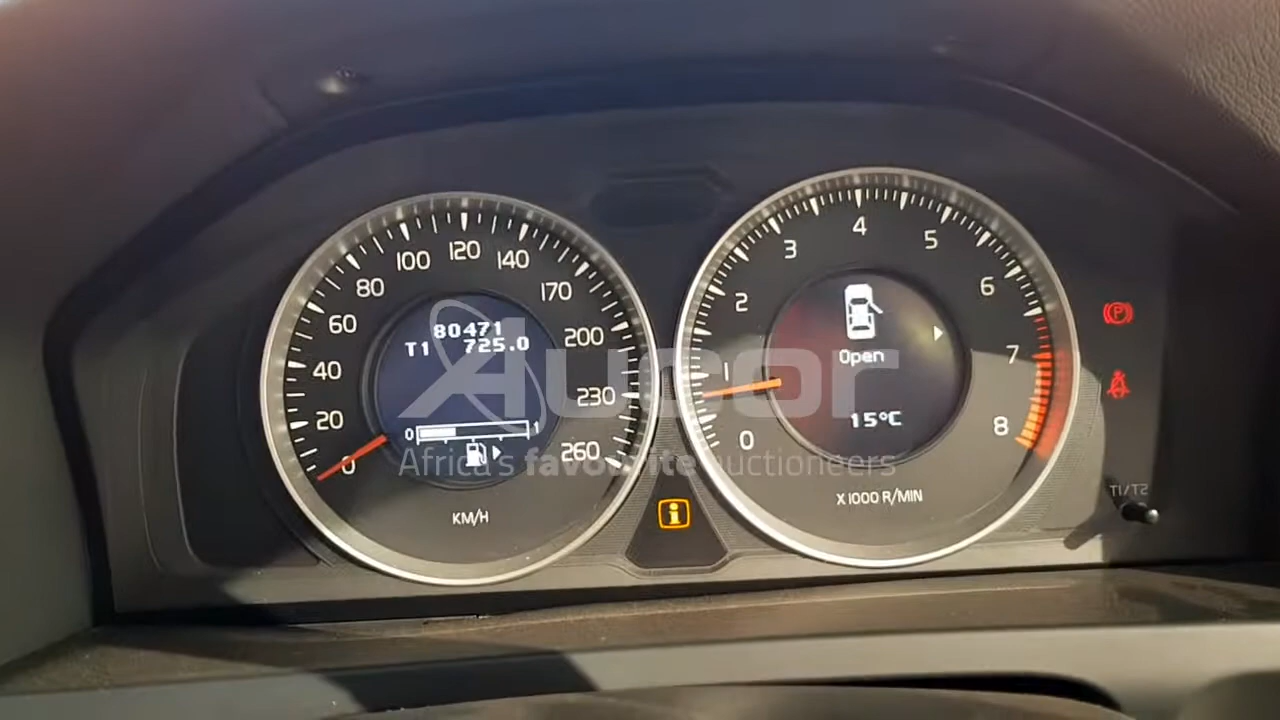 0
20
40
60
80
100
120
140
170
200
230
260
80471
T1 725.0
0 1
KM/H
0
1
2
3
4
5
6
7
8
Open
15°C
X1000 R/MIN
T1/T2
P
i
Aucor
Africa's favourite auctioneers